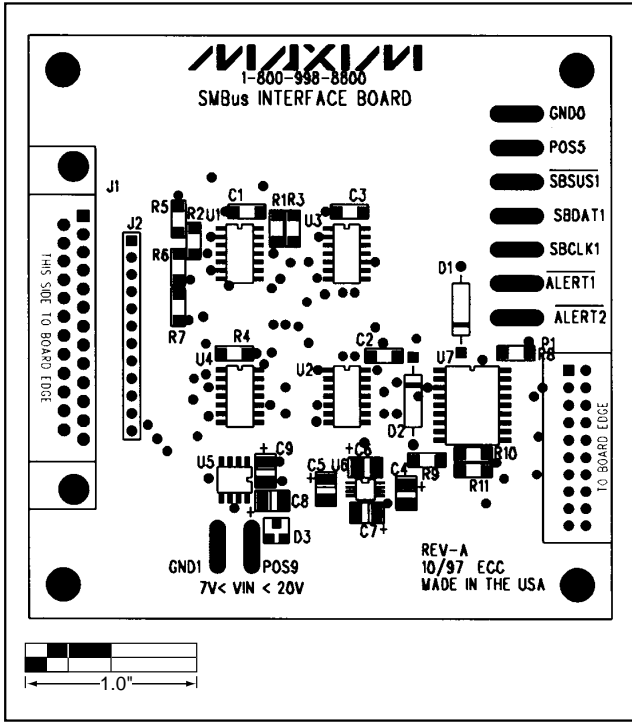 MAXIM
1-800-998-8800
SMBus INTERFACE BOARD
GND0
POS5
SBSUS1
SBDAT1
SBCLK1
ALERT1
ALERT2
J1
J2
THIS SIDE TO BOARD EDGE
R5
R2
U1
C1
R1
R3
U3
C3
R6
R7
D1
R4
U4
U2
C2
U7
P1
R8
D2
TO BOARD EDGE
U5
C9
C8
D3
C5
U6
C6
C4
C7
R9
R10
R11
GND1
POS9
7V< VIN < 20V
REV-A
10/97 ECC
MADE IN THE USA
1.0"